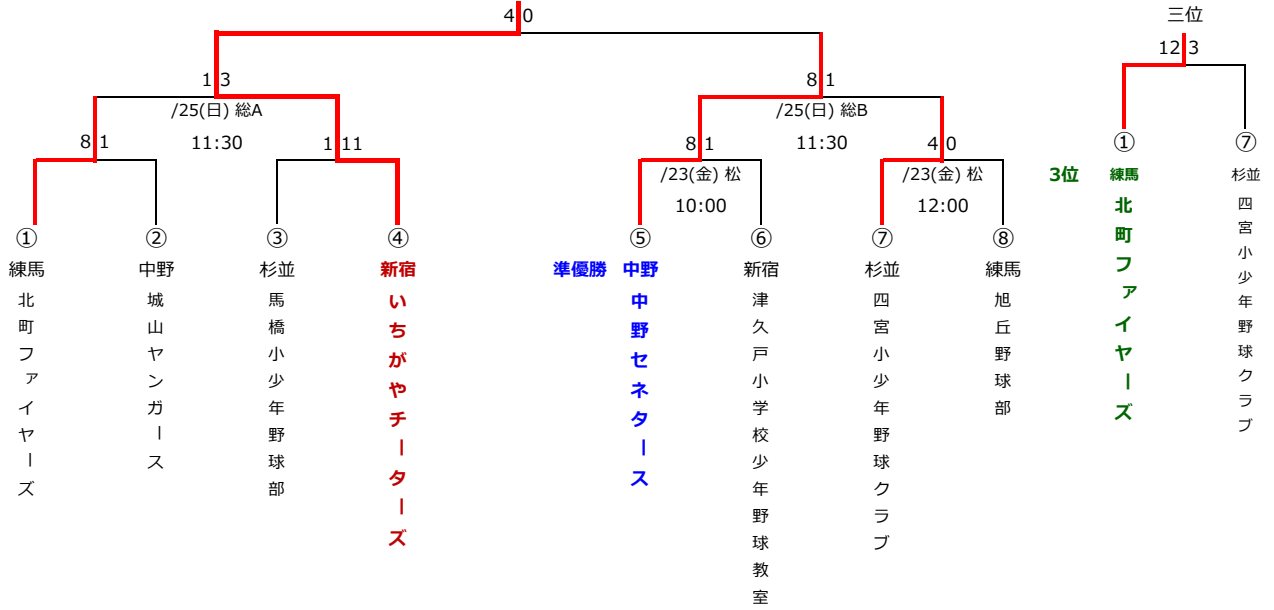 4 0
三位
12 3
1 3
8 1
/25(日) 総A
/25(日) 総B
8 1
11:30
1 11
8 1
11:30
4 0
①
⑦
/23(金) 松
/23(金) 松
3位
練馬
杉並
10:00
12:00
北町ファイヤーズ
四宮小少年野球クラブ
①
②
③
④
⑤
⑥
⑦
⑧
練馬
中野
杉並
新宿
準優勝
中野
新宿
杉並
練馬
北町ファイヤーズ
城山ヤンガース
馬橋小少年野球部
いちがやチーターズ
中野セネタース
津久戸小学校少年野球教室
四宮小少年野球クラブ
旭丘野球部